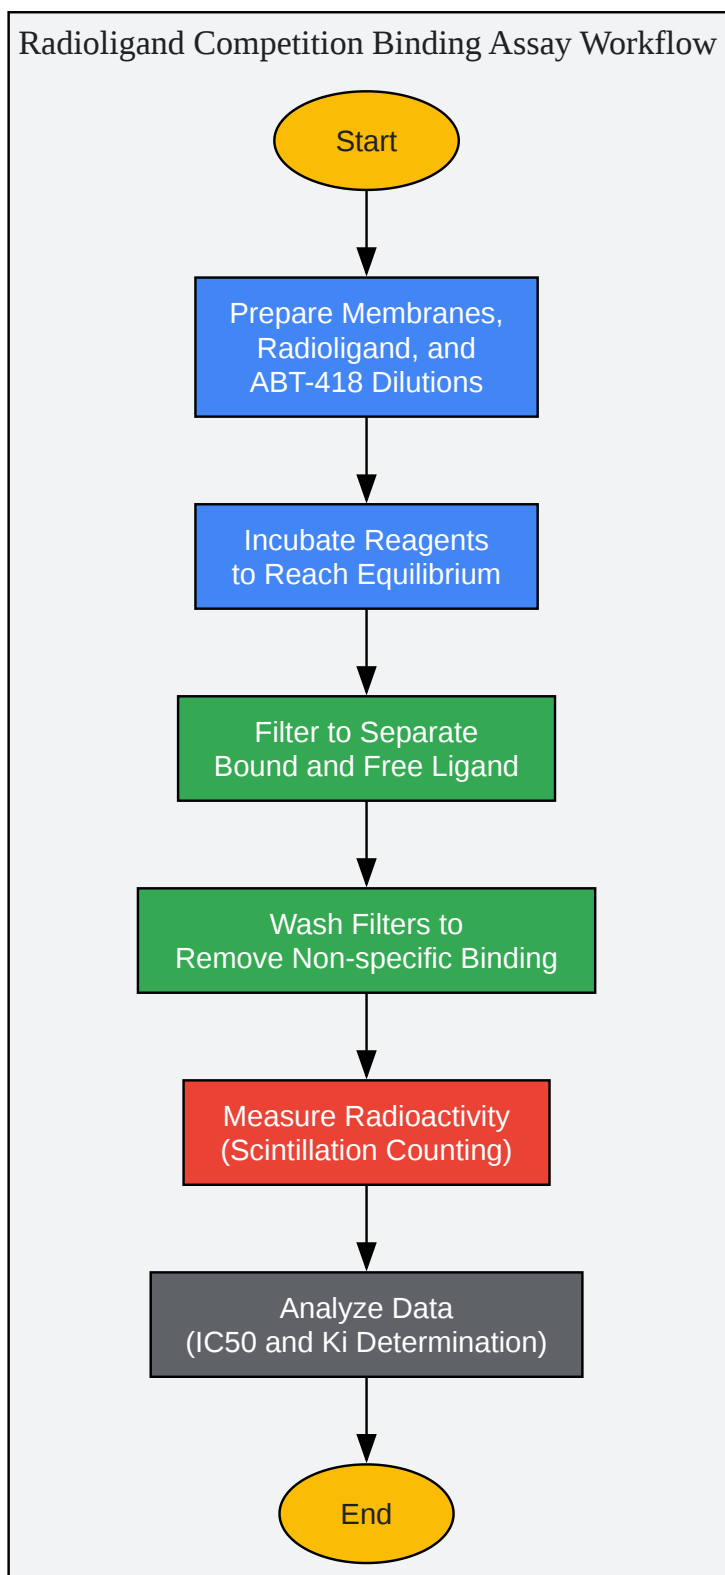 Radioligand Competition Binding Assay Workflow
Start
Prepare Membranes,
Radioligand, and
ABT-418 Dilutions
Incubate Reagents
to Reach Equilibrium
Filter to Separate
Bound and Free Ligand
Wash Filters to
Remove Non-specific Binding
Measure Radioactivity
(Scintillation Counting)
Analyze Data
(IC50 and Ki Determination)
End